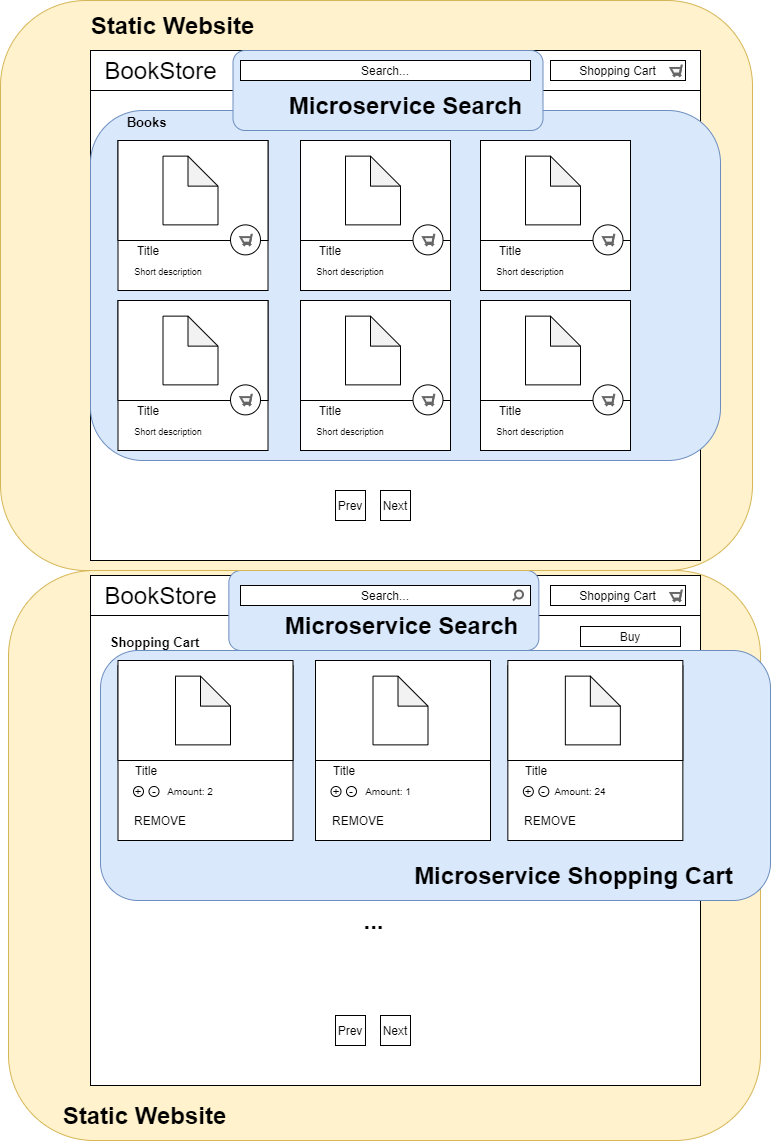 Static Website
BookStore Search... Shopping Cart
Microservice Search
Books
Title Title Title
Short description Short description Short description
Title Title Title
Short description Short description Short description
Prev Next
BookStore Search... Shopping Cart
Microservice Search
Shopping Cart Buy
Title Title Title
+ - Amount: 2 + - Amount: 1 + - Amount: 24
REMOVE REMOVE REMOVE
Microservice Shopping Cart
...
Prev Next
Static Website